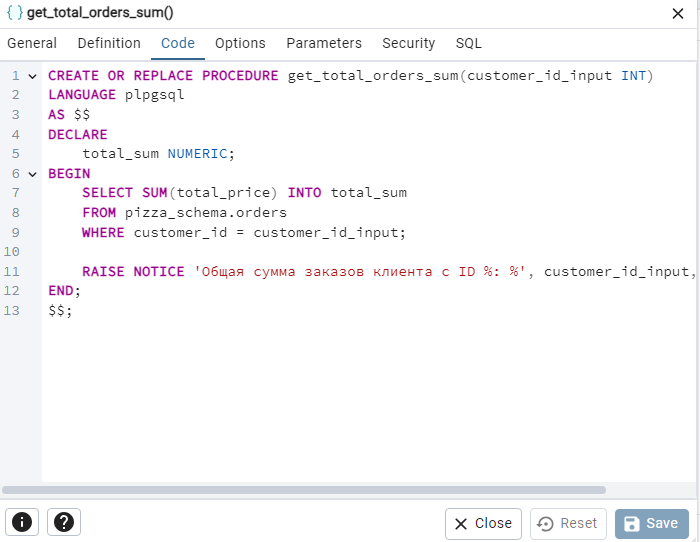 {} get_total_orders_sum()
General Definition Code Options Parameters Security SQL
1 CREATE OR REPLACE PROCEDURE get_total_orders_sum(customer_id_input INT)
2 LANGUAGE plpgsql
3 AS $$
4 DECLARE
5 total_sum NUMERIC;
6 BEGIN
7 SELECT SUM(total_price) INTO total_sum
8 FROM pizza_schema.orders
9 WHERE customer_id = customer_id_input;
10
11 RAISE NOTICE 'Общая сумма заказов клиента с ID %: %', customer_id_input,
12 END;
13 $$;
Close Reset Save